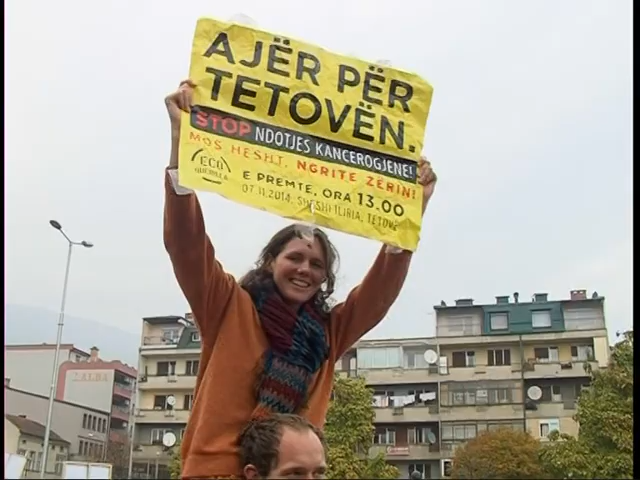 AJËR PËR
TETOVËN.
STOP NDOTJES KANCEROGJENE!
MOS HESHT, NGRITE ZËRIN!
ECO
GUERILLA
E PREMTE, ORA 13.00
07.11.2014, SHESHI ILIRIA, TETOVË